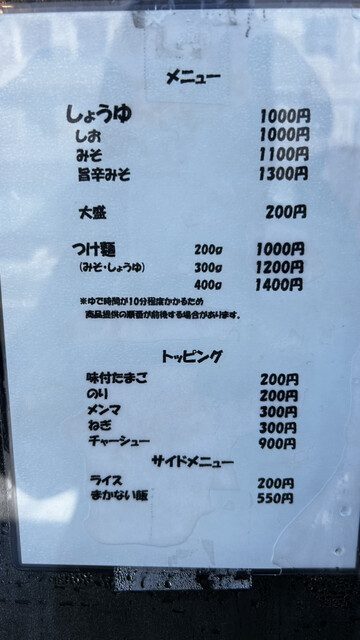 メニュー
しょうゆ 1000円
しお 1000円
みそ 1100円
旨辛みそ 1300円
大盛 200円
つけ麺 200g 1000円
(みそ・しょうゆ) 300g 1200円
400g 1400円
※ゆで時間が10分程度かかるため
商品提供の順番が前後する場合があります。
トッピング
味付たまご 200円
のり 200円
メンマ 300円
ねぎ 300円
チャーシュー 900円
サイドメニュー
ライス 200円
まかない飯 550円